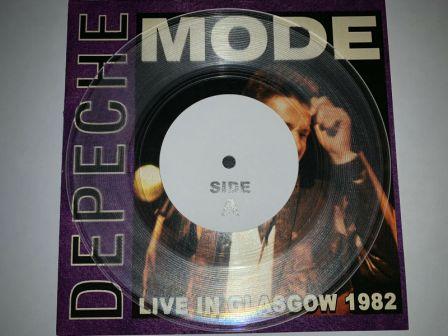 DEPECHE
MODE
SIDE
A
LIVE IN GLASGOW 1982